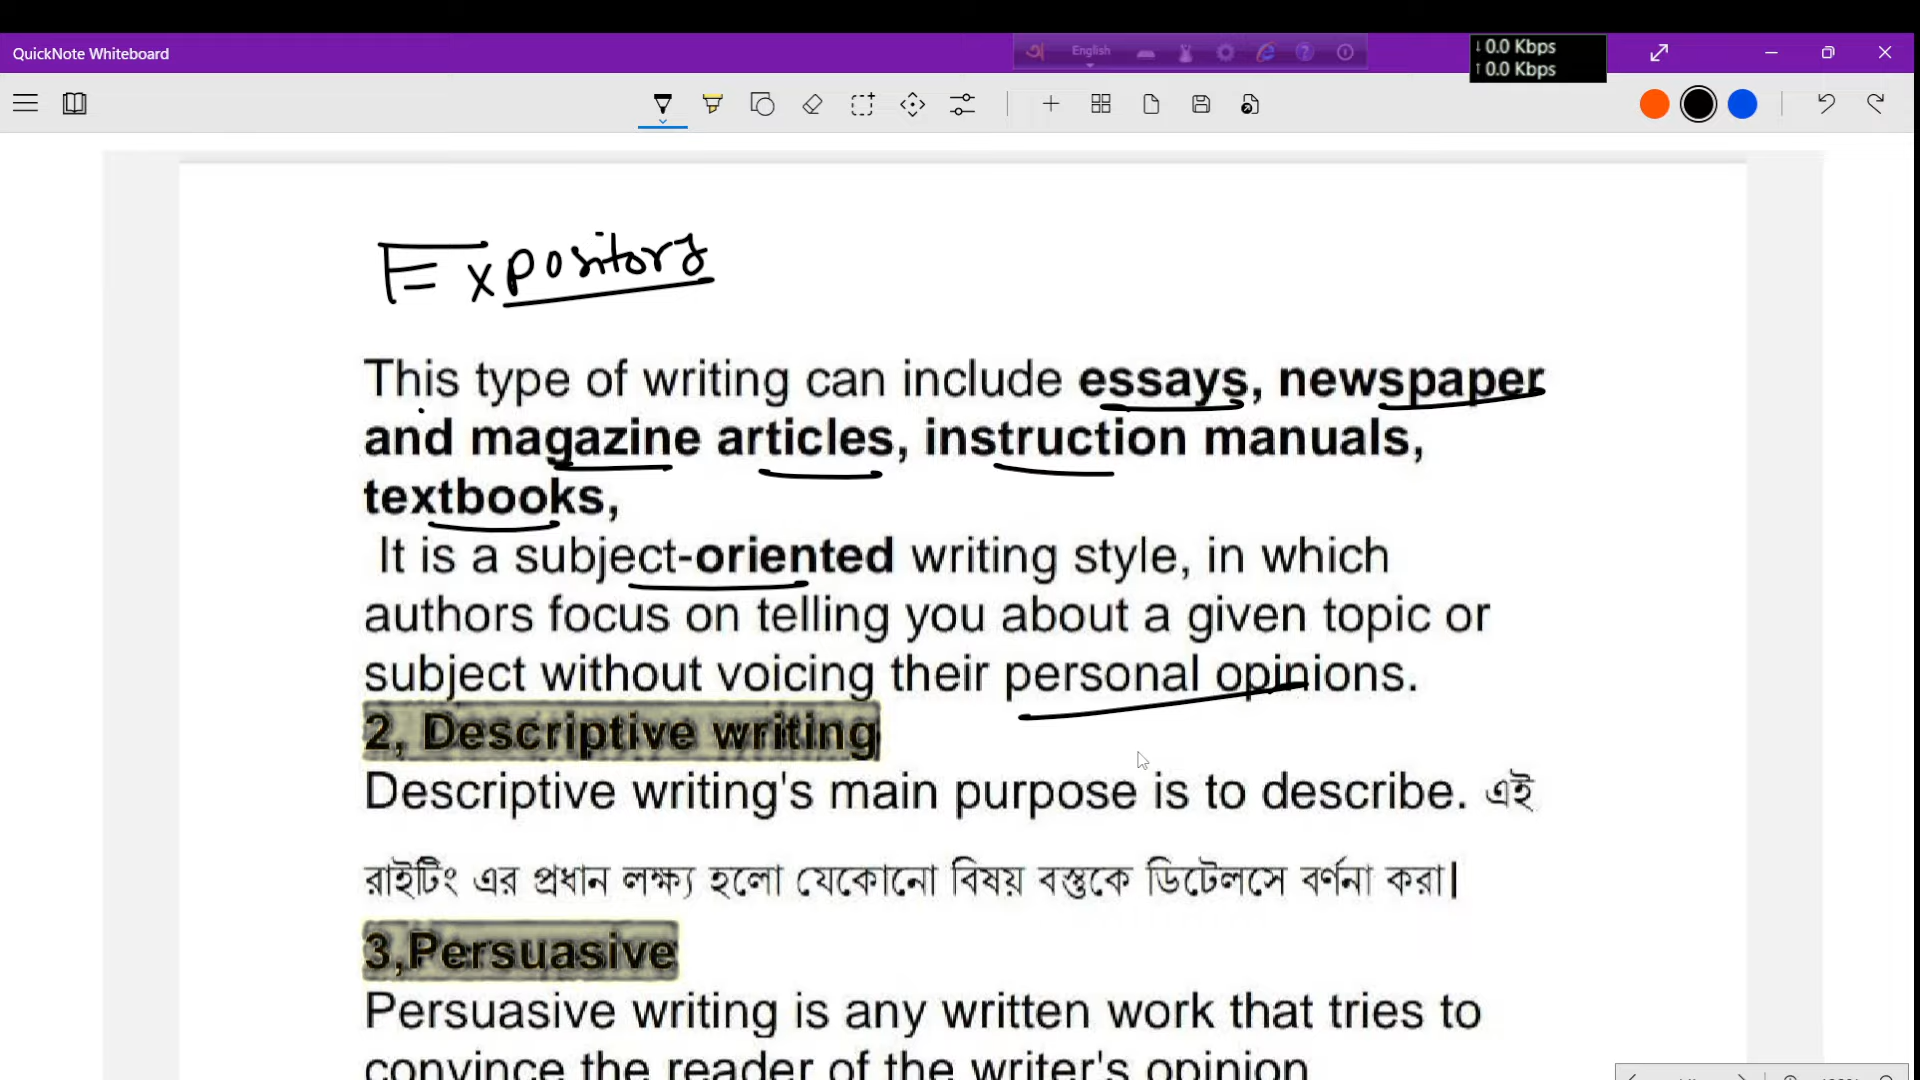 QuickNote Whiteboard
English
↓ 0.0 Kbps
↑ 0.0 Kbps
Expository
This type of writing can include essays, newspaper
and magazine articles, instruction manuals,
textbooks,
It is a subject-oriented writing style, in which
authors focus on telling you about a given topic or
subject without voicing their personal opinions.
2, Descriptive writing
Descriptive writing's main purpose is to describe. এই
রাইটিং এর প্রধান লক্ষ্য হলো যেকোনো বিষয় বস্তুকে ডিটেলসে বর্ণনা করা।
3,Persuasive
Persuasive writing is any written work that tries to
convince the reader of the writer's opinion